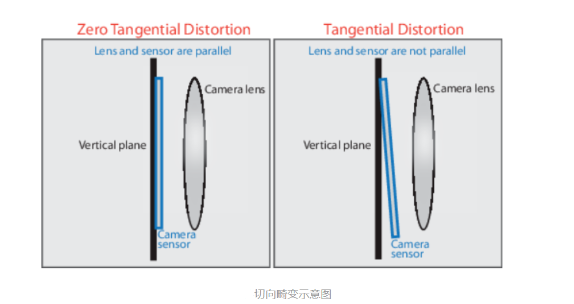 Zero Tangential Distortion
Lens and sensor are parallel
Camera lens
Vertical plane
Camera
sensor
Tangential Distortion
Lens and sensor are not parallel
Camera lens
Vertical plane
Camera
sensor
切向畸变示意图